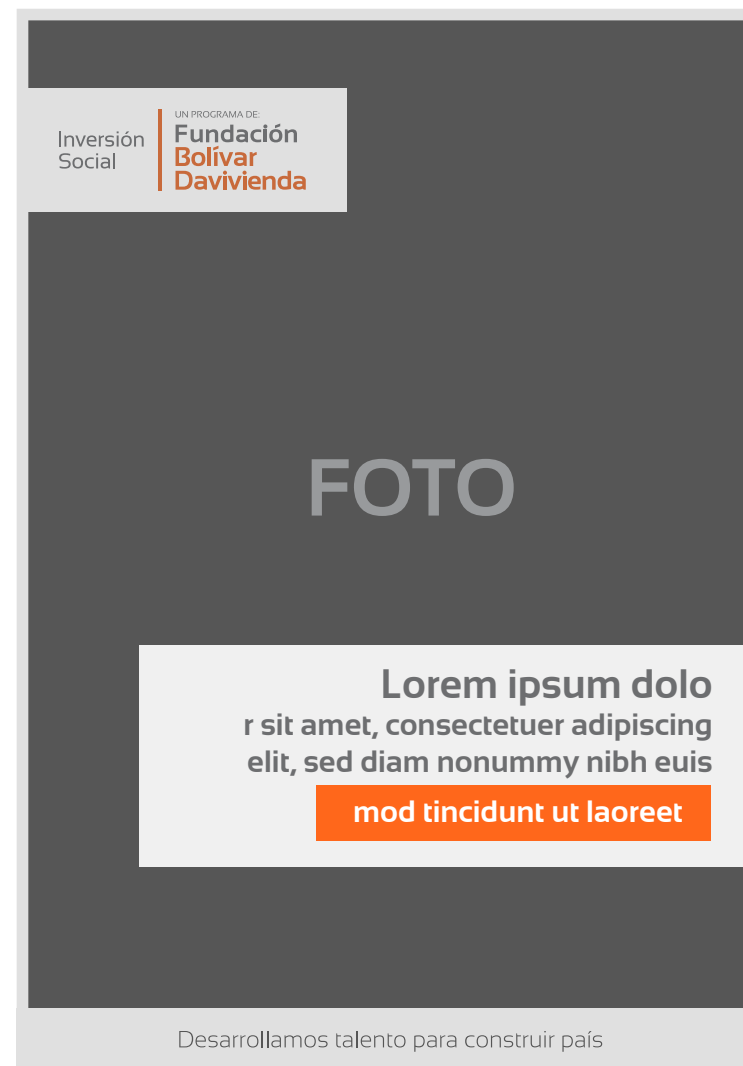 Inversión
Social
UN PROGRAMA DE:
Fundación
Bolívar
Davivienda
FOTO
Lorem ipsum dolo
r sit amet, consectetuer adipiscing
elit, sed diam nonummy nibh euis
mod tincidunt ut laoreet
Desarrollamos talento para construir país